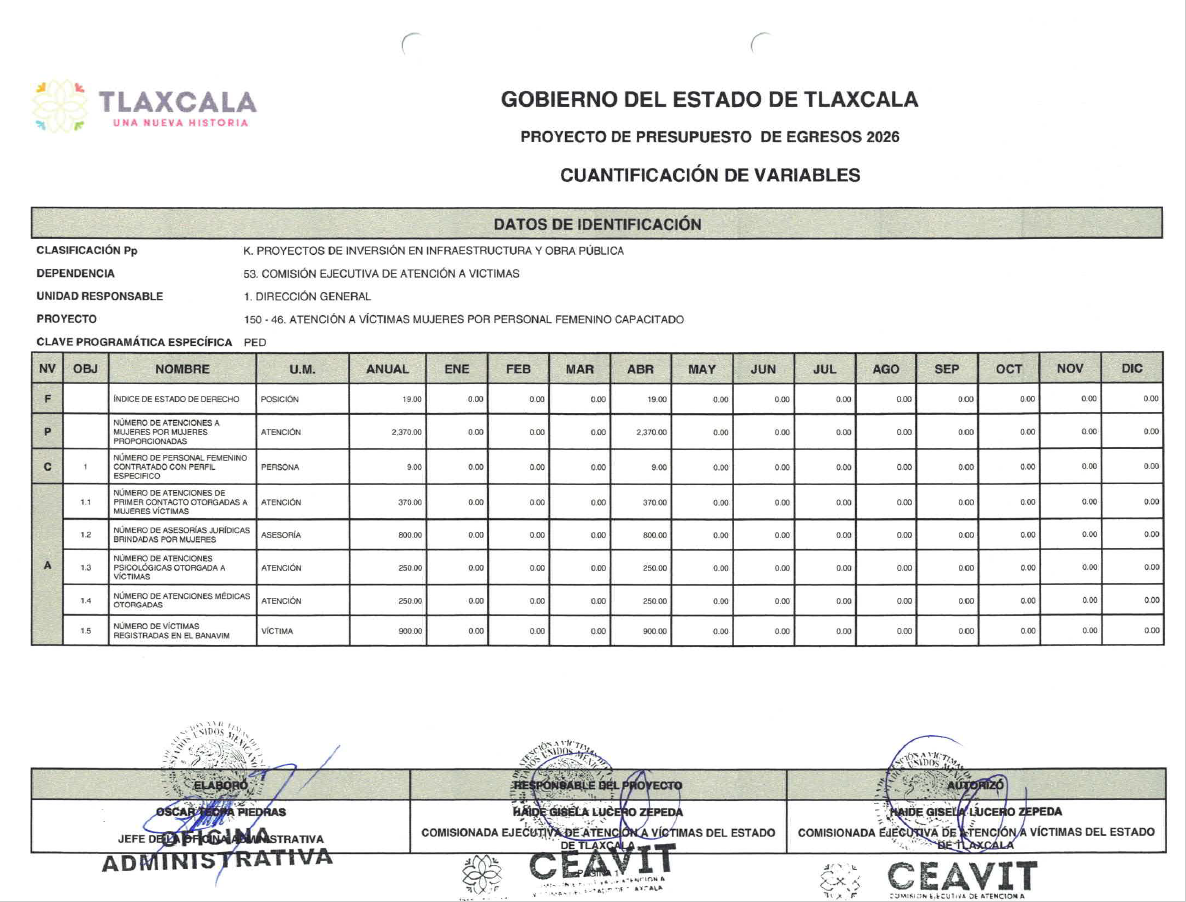 TLAXCALA
UNA NUEVA HISTORIA
GOBIERNO DEL ESTADO DE TLAXCALA
PROYECTO DE PRESUPUESTO DE EGRESOS 2026
CUANTIFICACIÓN DE VARIABLES
DATOS DE IDENTIFICACIÓN
CLASIFICACIÓN Pp K. PROYECTOS DE INVERSIÓN EN INFRAESTRUCTURA Y OBRA PÚBLICA
DEPENDENCIA 53. COMISIÓN EJECUTIVA DE ATENCIÓN A VICTIMAS
UNIDAD RESPONSABLE 1. DIRECCIÓN GENERAL
PROYECTO 150 - 46. ATENCIÓN A VÍCTIMAS MUJERES POR PERSONAL FEMENINO CAPACITADO
CLAVE PROGRAMÁTICA ESPECÍFICA PED
NV OBJ NOMBRE U.M. ANUAL ENE FEB MAR ABR MAY JUN JUL AGO SEP OCT NOV DIC
F ÍNDICE DE ESTADO DE DERECHO POSICIÓN 19.00 0.00 0.00 0.00 19.00 0.00 0.00 0.00 0.00 0.00 0.00 0.00 0.00
P NÚMERO DE ATENCIONES A
MUJERES POR MUJERES
PROPORCIONADAS ATENCIÓN 2,370.00 0.00 0.00 0.00 2,370.00 0.00 0.00 0.00 0.00 0.00 0.00 0.00 0.00
C 1 NÚMERO DE PERSONAL FEMENINO
CONTRATADO CON PERFIL
ESPECIFICO PERSONA 9.00 0.00 0.00 0.00 9.00 0.00 0.00 0.00 0.00 0.00 0.00 0.00 0.00
A 1.1 NÚMERO DE ATENCIONES DE
PRIMER CONTACTO OTORGADAS A
MUJERES VÍCTIMAS ATENCIÓN 370.00 0.00 0.00 0.00 370.00 0.00 0.00 0.00 0.00 0.00 0.00 0.00 0.00
1.2 NÚMERO DE ASESORÍAS JURÍDICAS
BRINDADAS POR MUJERES ASESORÍA 800.00 0.00 0.00 0.00 800.00 0.00 0.00 0.00 0.00 0.00 0.00 0.00 0.00
1.3 NÚMERO DE ATENCIONES
PSICOLÓGICAS OTORGADA A
VÍCTIMAS ATENCIÓN 250.00 0.00 0.00 0.00 250.00 0.00 0.00 0.00 0.00 0.00 0.00 0.00 0.00
1.4 NÚMERO DE ATENCIONES MÉDICAS
OTORGADAS ATENCIÓN 250.00 0.00 0.00 0.00 250.00 0.00 0.00 0.00 0.00 0.00 0.00 0.00 0.00
1.5 NÚMERO DE VÍCTIMAS
REGISTRADAS EN EL BANAVIM VÍCTIMA 900.00 0.00 0.00 0.00 900.00 0.00 0.00 0.00 0.00 0.00 0.00 0.00 0.00
ELABORÓ RESPONSABLE DEL PROYECTO AUTORIZÓ
OSCAR PIEDRAS HAIDE GISELA LUCERO ZEPEDA HAIDE GISELA LUCERO ZEPEDA
JEFE DE LA OFICINA ADMINISTRATIVA COMISIONADA EJECUTIVA DE ATENCIÓN A VÍCTIMAS DEL ESTADO COMISIONADA EJECUTIVA DE ATENCIÓN A VÍCTIMAS DEL ESTADO
DE TLAXCALA DE TLAXCALA
OFICINA
ADMINISTRATIVA
CEAVIT CEAVIT
PÁGINA 1
COMISIÓN EJECUTIVA DE ATENCIÓN A